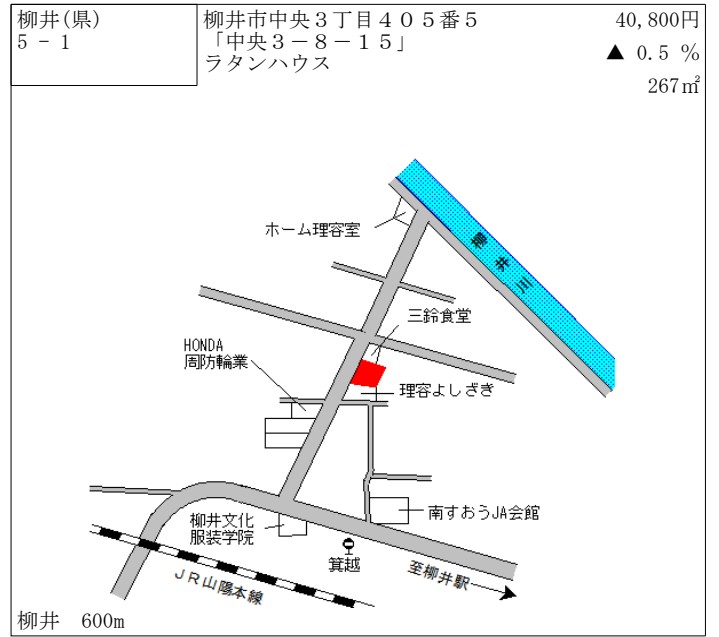 柳井(県)
5 - 1
柳井市中央３丁目４０５番５
「中央３－８－１５」
ラタンハウス
40,800円
▲ 0.5 %
267㎡
ホーム理容室
柳井川
三鈴食堂
HONDA
周防輪業
理容よしざき
柳井文化
服装学院
南すおうJA会館
箕越
至柳井駅
ＪＲ山陽本線
柳井 600m